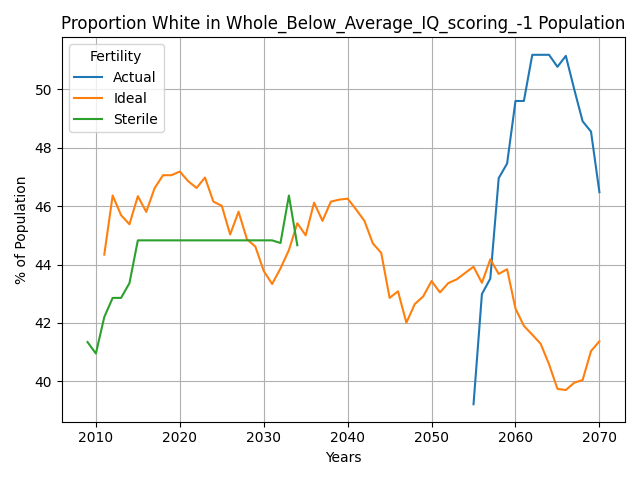 Proportion White in Whole_Below_Average_IQ_scoring_-1 Population
Fertility
Actual
Ideal
Sterile
% of Population
50
48
46
44
42
40
2010 2020 2030 2040 2050 2060 2070
Years